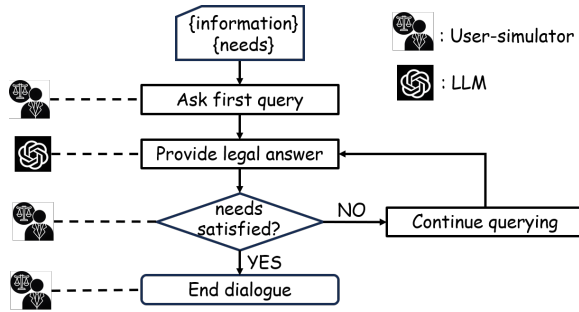 {information}
{needs}
: User-simulator
: LLM
Ask first query
Provide legal answer
needs
satisfied?
NO
Continue querying
YES
End dialogue